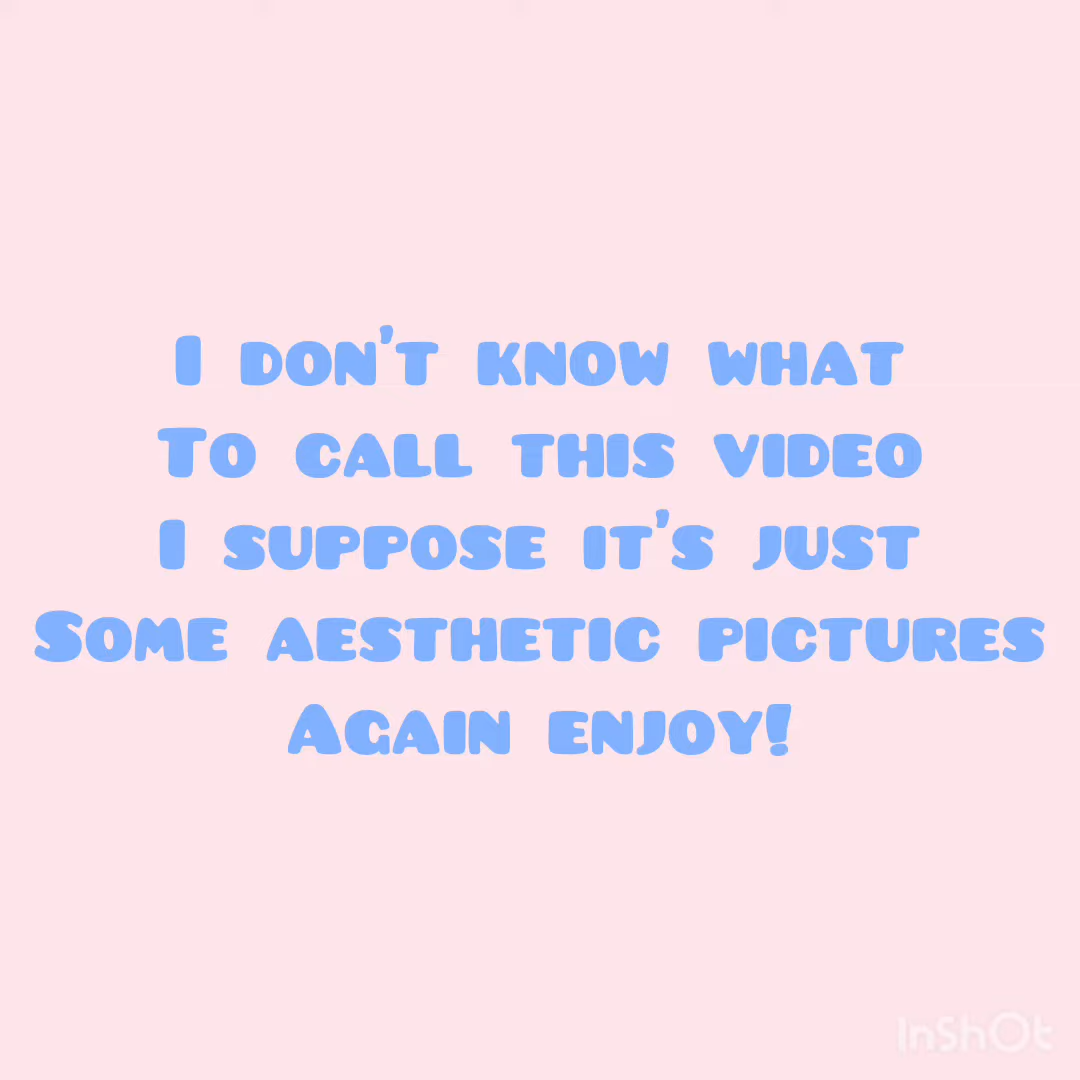 I don't know what
To call this video
I suppose it's just
Some aesthetic pictures
Again enjoy!
InShOt